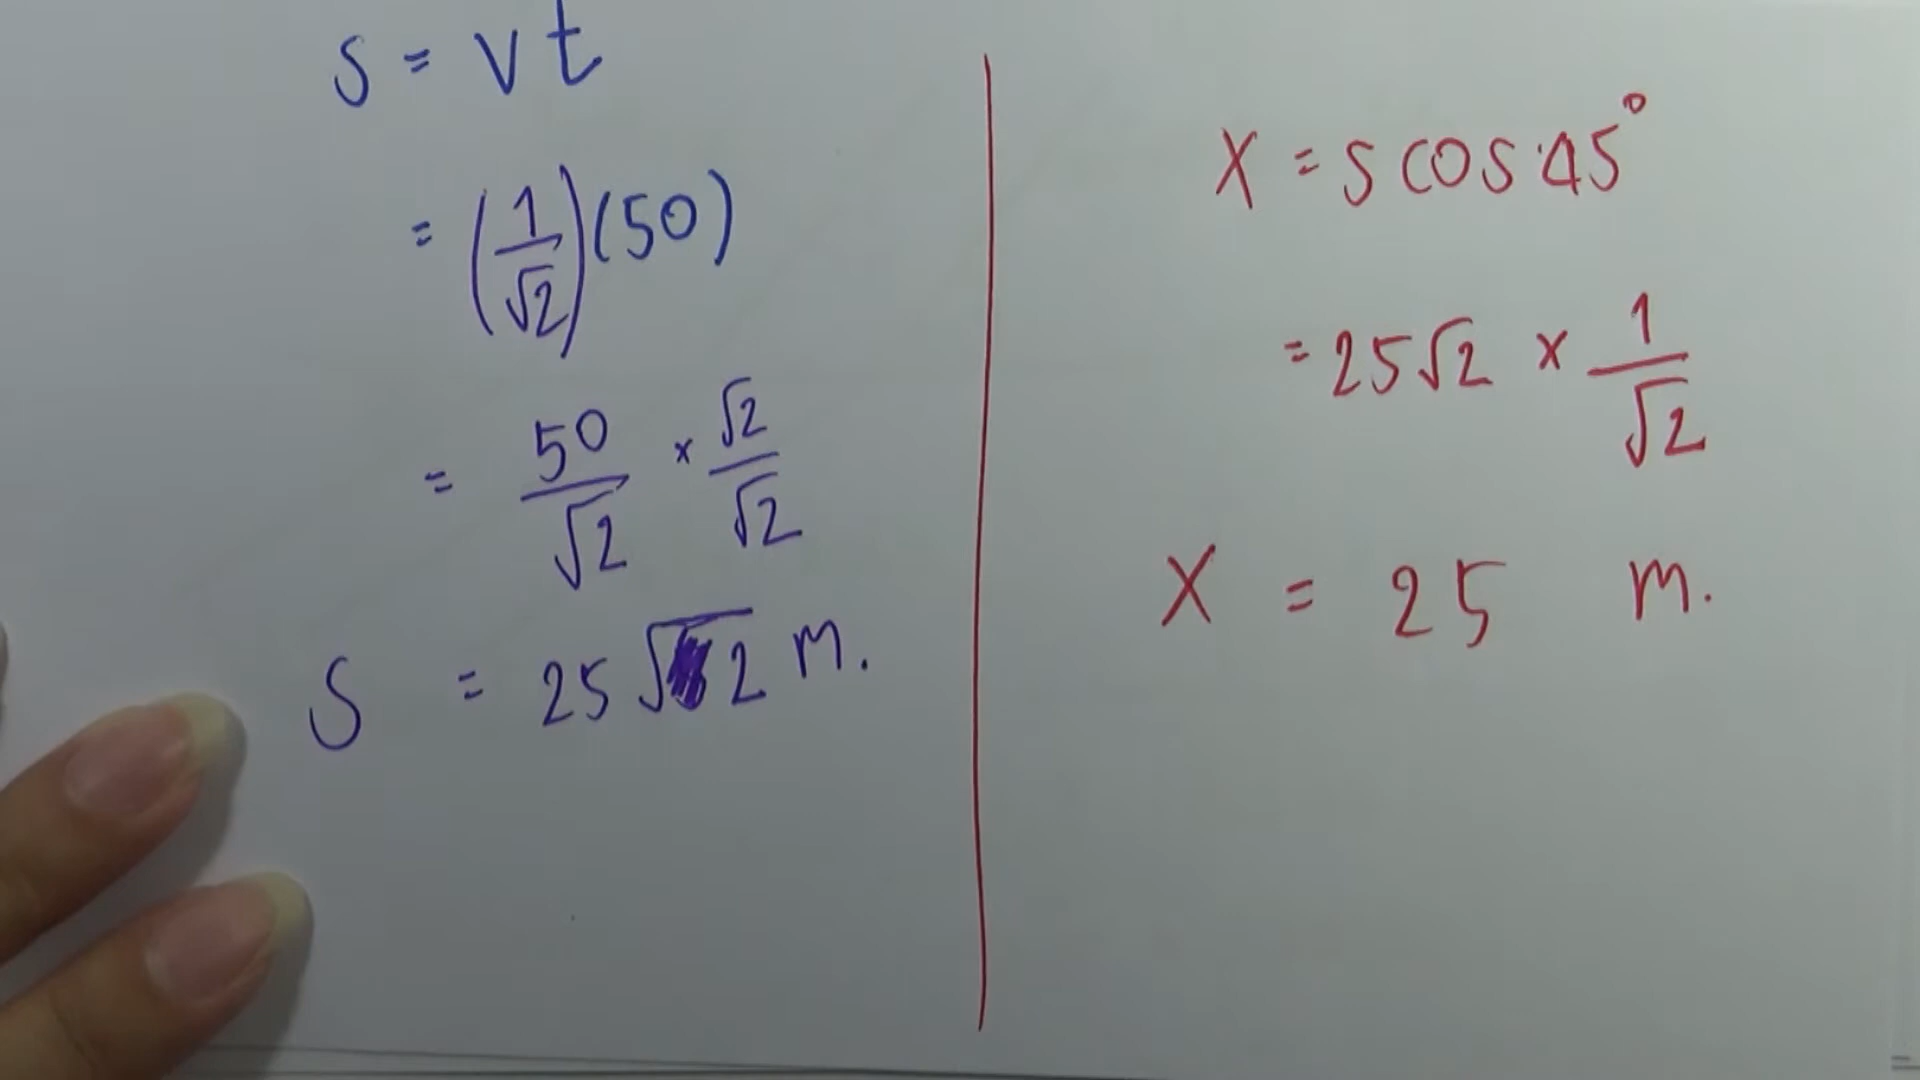 s = vt
= (1/√2)(50)
= 50/√2 × √2/√2
s = 25√2 m.
x = s cos 45°
= 25√2 × 1/√2
x = 25 m.